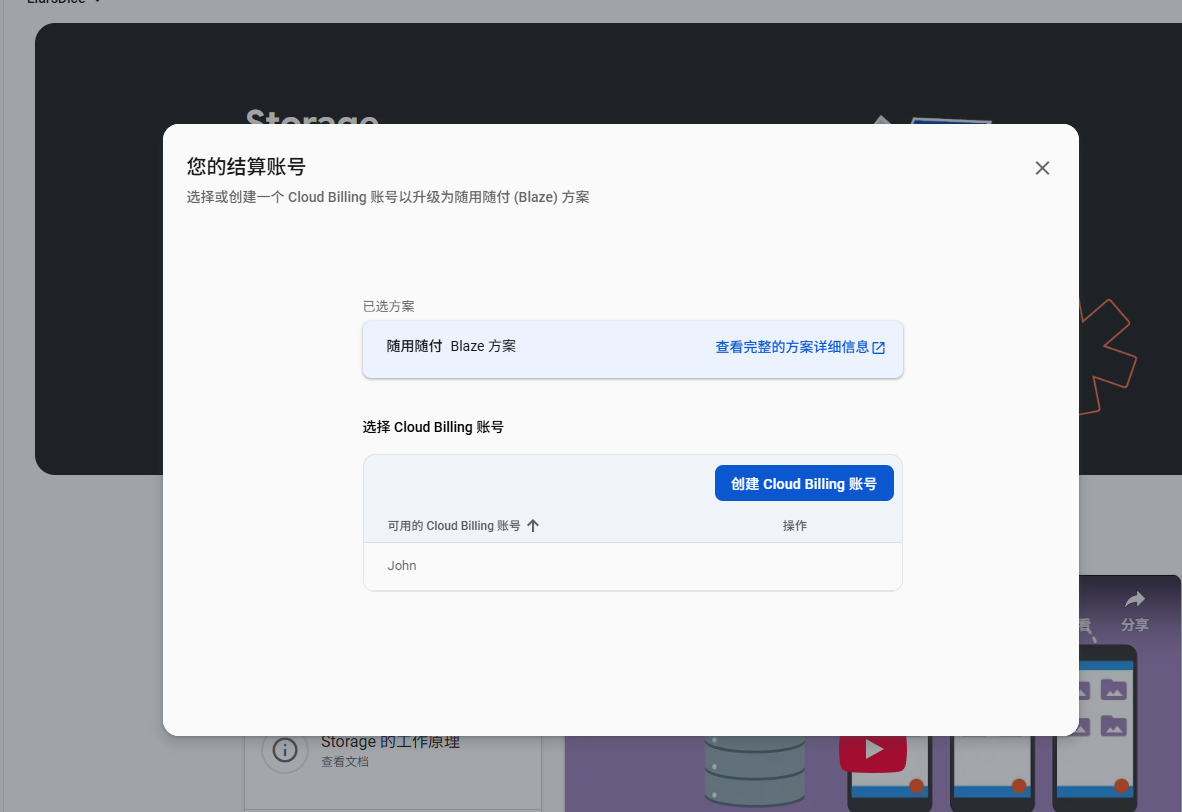 LiarsDice
Storage
您的结算账号
选择或创建一个 Cloud Billing 账号以升级为随用随付 (Blaze) 方案
已选方案
随用随付 Blaze 方案
查看完整的方案详细信息
选择 Cloud Billing 账号
创建 Cloud Billing 账号
可用的 Cloud Billing 账号
操作
John
看
分享
Storage 的工作原理
查看文档